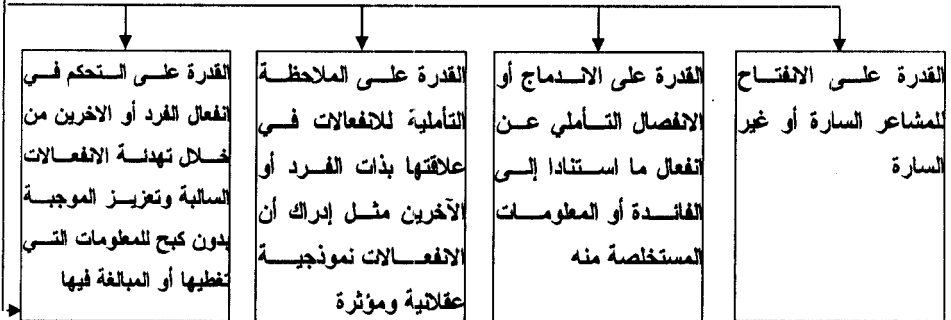 القدرة على الانفتاح
للمشاعر السارة أو غير
السارة
القدرة على الاندماج أو
الانفصال التأملي عن
انفعال ما استنادا إلى
الفائدة أو المعلومات
المستخلصة منه
القدرة على الملاحظة
التأملية للانفعالات في
علاقتها بذات الفرد أو
الآخرين مثل إدراك أن
الانفعالات نموذجية
عقلانية ومؤثرة
القدرة على التحكم في
انفعال الفرد أو الاخرين من
خلال تهدئة الانفعالات
السالبة وتعزيز الموجبة
بدون كبح للمعلومات التي
تغطيها أو المبالغة فيها